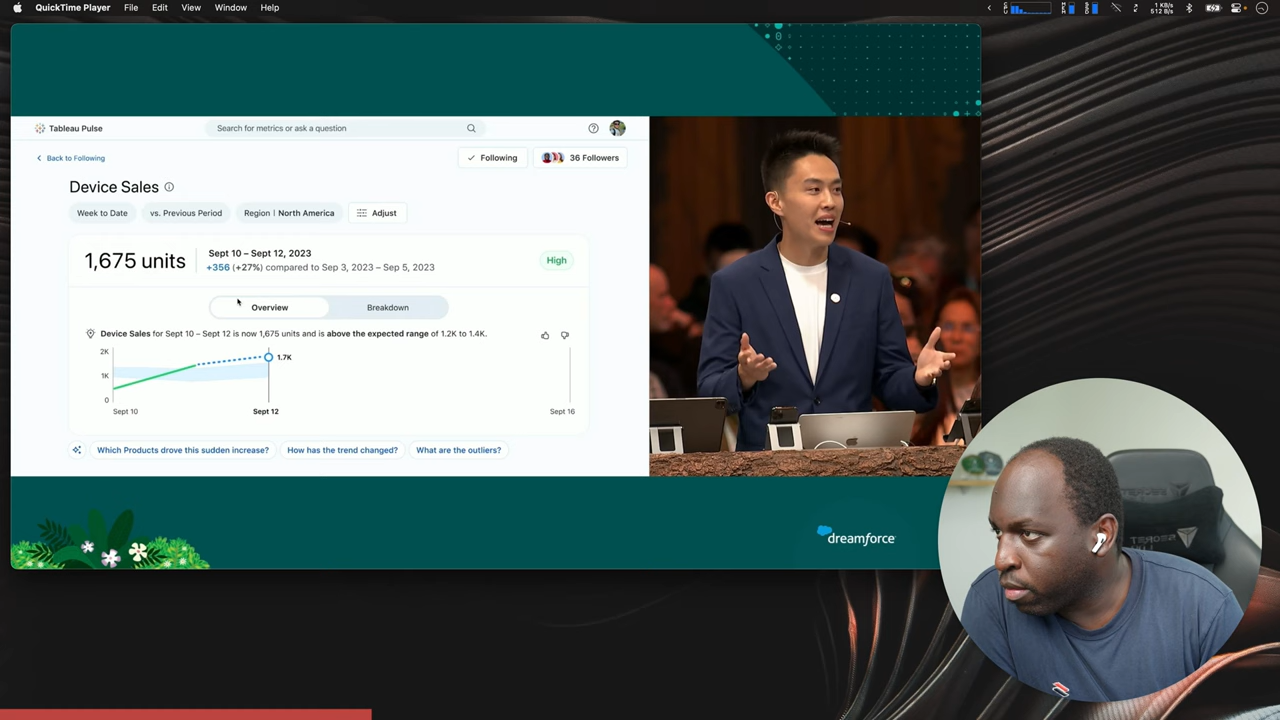 QuickTime Player File Edit View Window Help
1 KB/s
512 B/s
Tableau Pulse
Search for metrics or ask a question
Back to Following
Following
36 Followers
Device Sales
Week to Date
vs. Previous Period
Region | North America
Adjust
1,675 units
Sept 10 – Sept 12, 2023
+356 (+27%) compared to Sep 3, 2023 – Sep 5, 2023
High
Overview
Breakdown
Device Sales for Sept 10 – Sept 12 is now 1,675 units and is above the expected range of 1.2K to 1.4K.
2K
1.7K
1K
0
Sept 10
Sept 12
Sept 16
Which Products drove this sudden increase?
How has the trend changed?
What are the outliers?
dreamforce